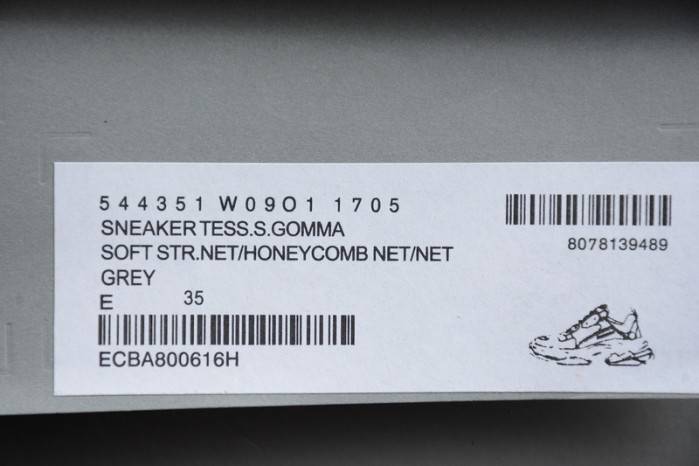 544351 W09O1 1705
SNEAKER TESS.S.GOMMA
SOFT STR.NET/HONEYCOMB NET/NET
GREY
E 35
ECBA800616H
8078139489